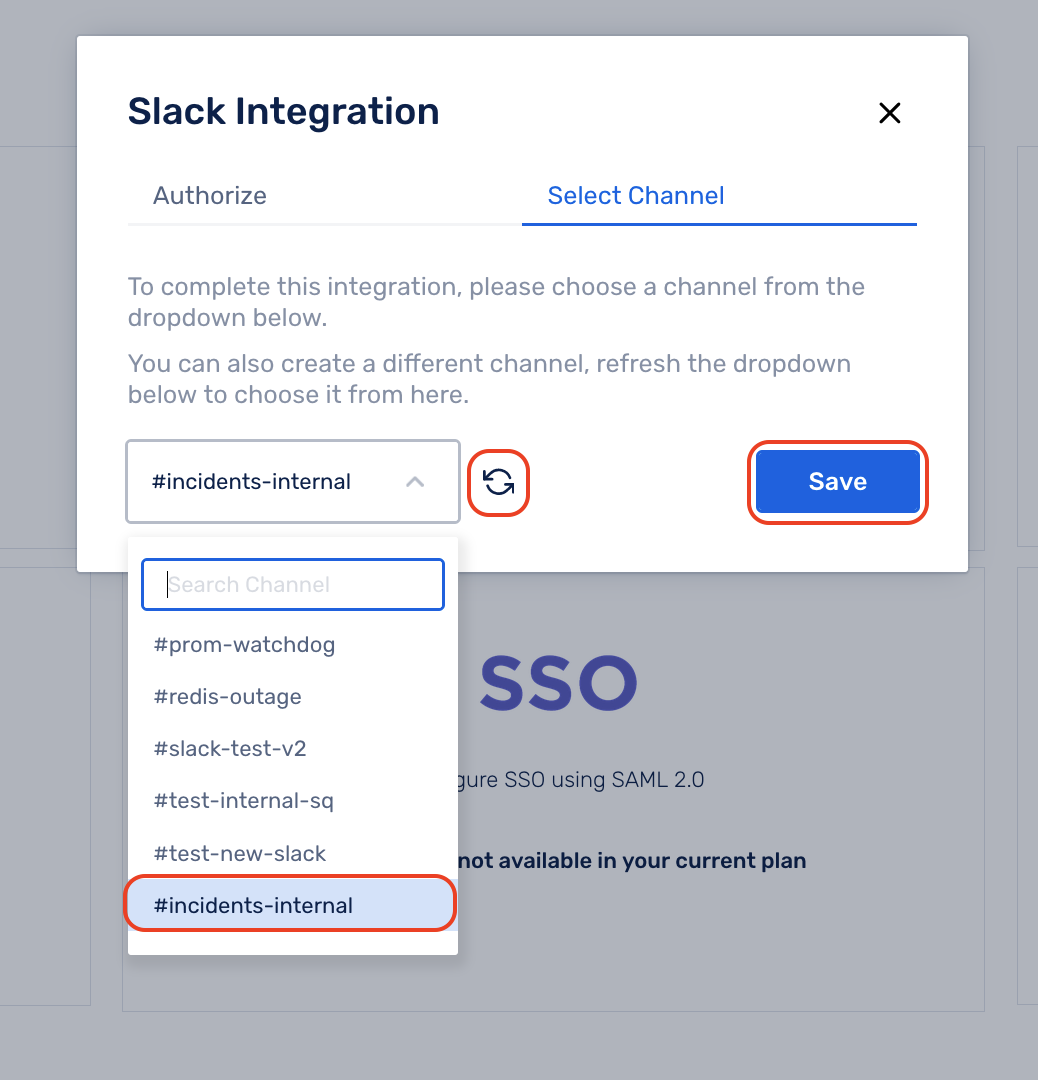 Slack Integration
Authorize
Select Channel
To complete this integration, please choose a channel from the
dropdown below.
You can also create a different channel, refresh the dropdown
below to choose it from here.
#incidents-internal
Save
Search Channel
#prom-watchdog
#redis-outage
#slack-test-v2
#test-internal-sq
#test-new-slack
#incidents-internal
SSO
SSO using SAML 2.0
not available in your current plan